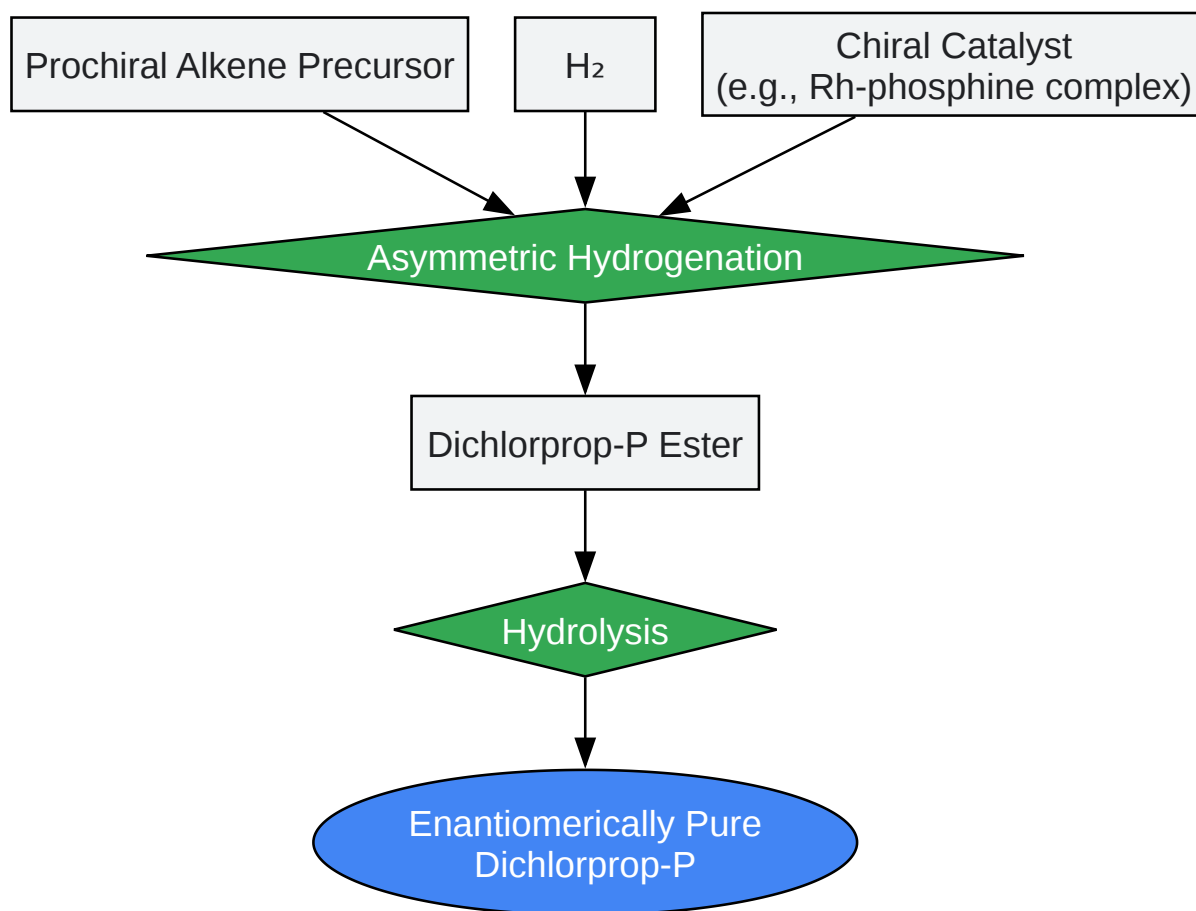 Prochiral Alkene Precursor
H₂
Chiral Catalyst
(e.g., Rh-phosphine complex)
Asymmetric Hydrogenation
Dichlorprop-P Ester
Hydrolysis
Enantiomerically Pure
Dichlorprop-P